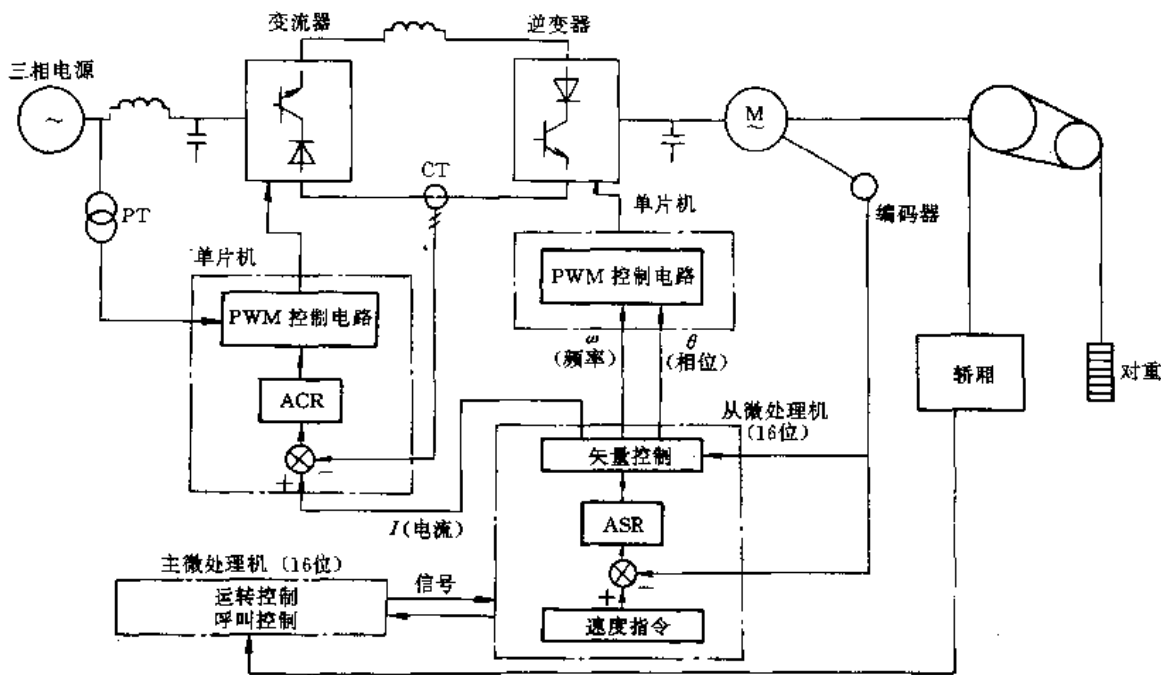 变流器
逆变器
三相电源
~
M
~
CT
PT
单片机
编码器
单片机
PWM 控制电路
PWM 控制电路
ω
(频率)
θ
(相位)
轿厢
对重
ACR
从微处理机
(16位)
矢量控制
+
−
I(电流)
ASR
主微处理机 (16位)
信号
运转控制
呼叫控制
+
−
速度指令